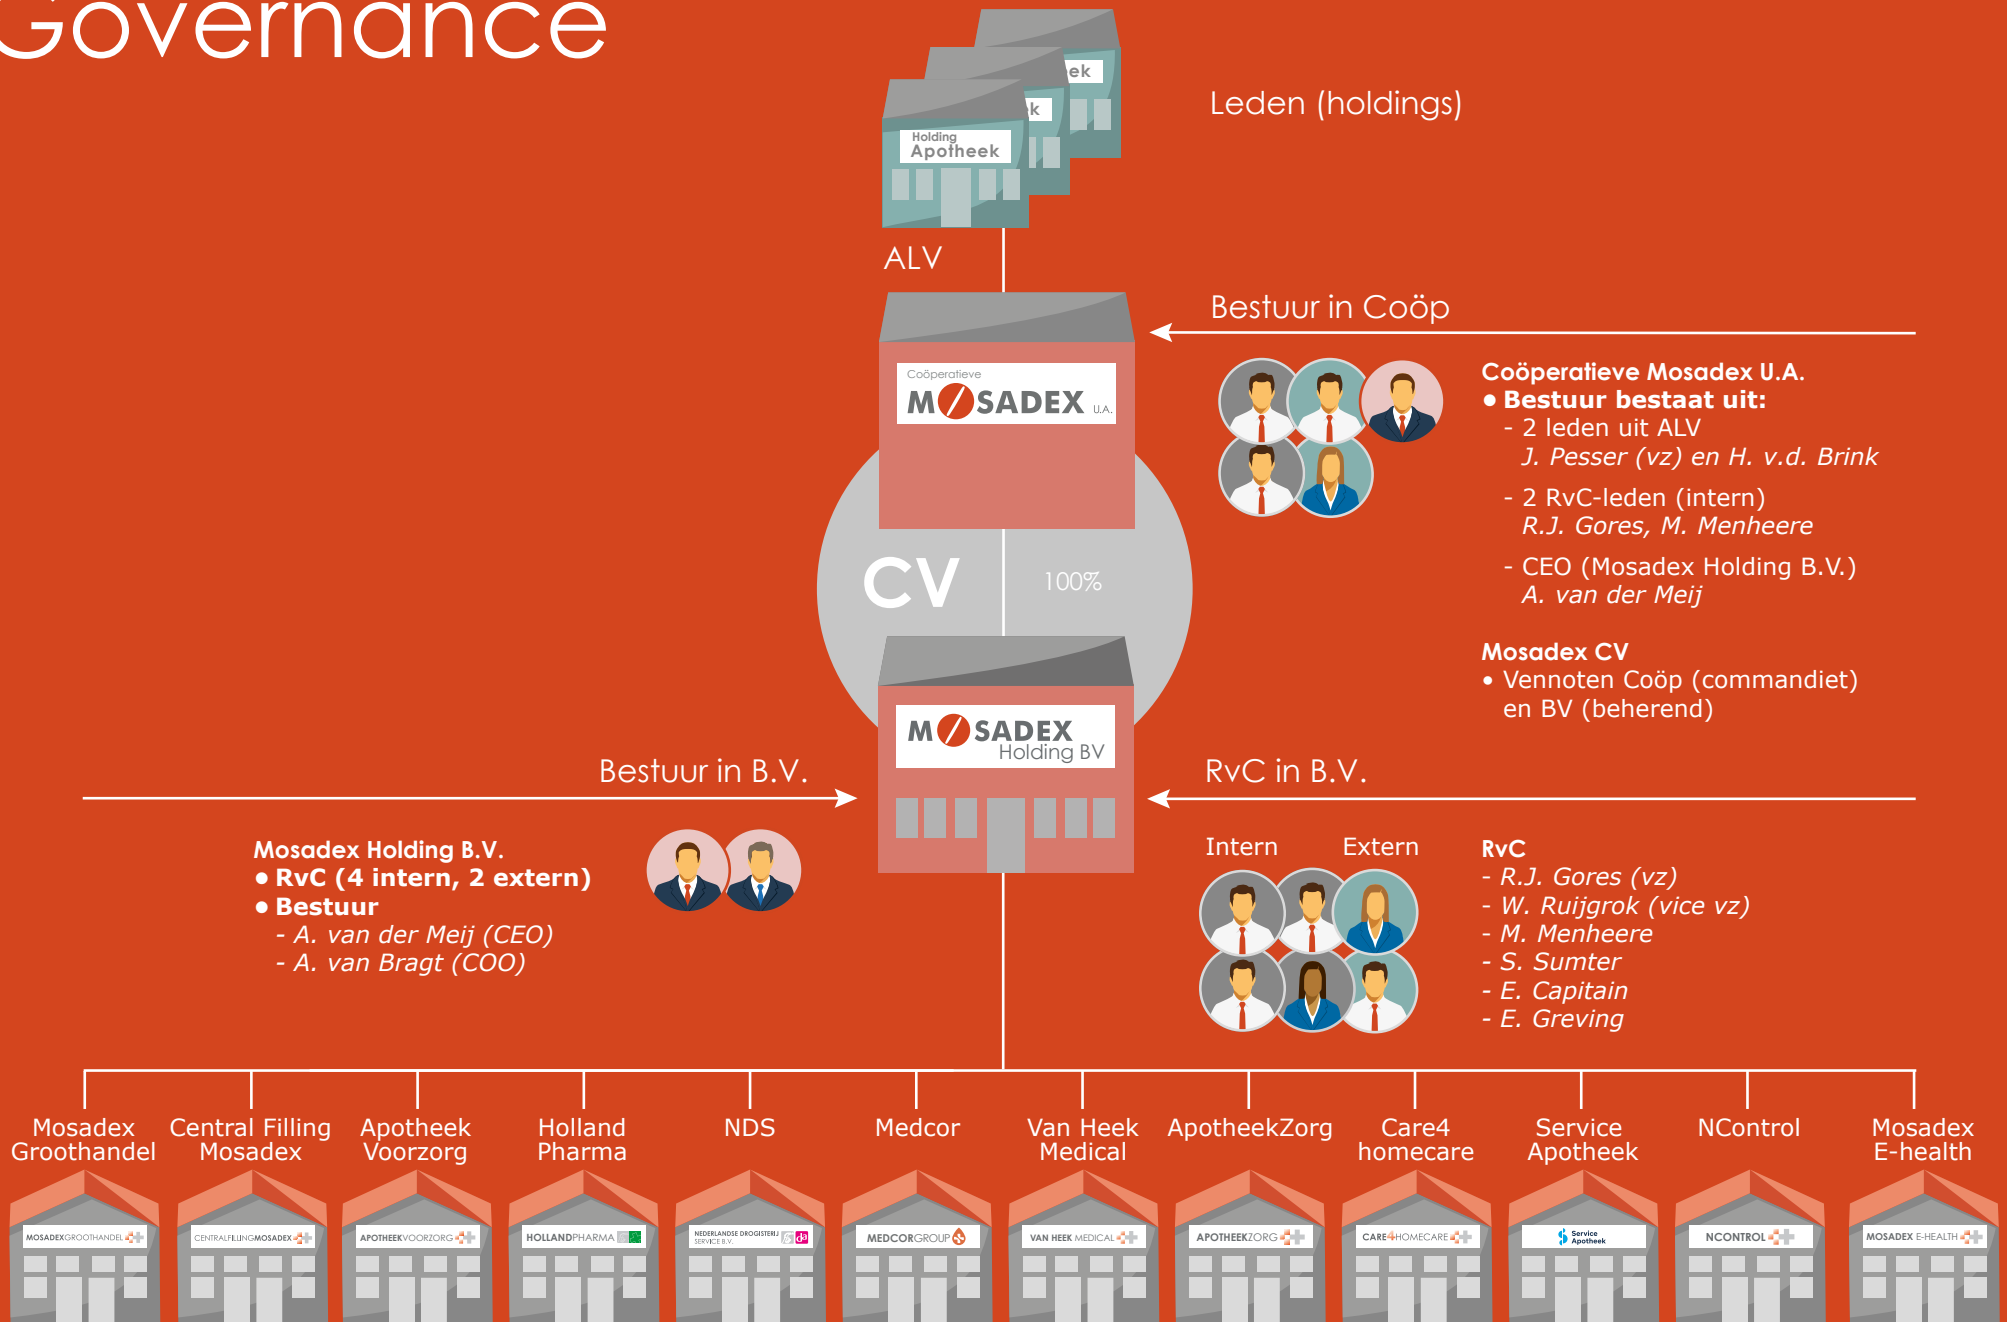 Governance
ek
k
Holding
Apotheek
Leden (holdings)
ALV
Bestuur in Coöp
Coöperatieve
MOSADEX U.A.
Coöperatieve Mosadex U.A.
• Bestuur bestaat uit:
- 2 leden uit ALV
J. Pesser (vz) en H. v.d. Brink
- 2 RvC-leden (intern)
R.J. Gores, M. Menheere
- CEO (Mosadex Holding B.V.)
A. van der Meij
CV
100%
Mosadex CV
• Vennoten Coöp (commandiet)
en BV (beherend)
MOSADEX
Holding BV
Bestuur in B.V.
RvC in B.V.
Mosadex Holding B.V.
• RvC (4 intern, 2 extern)
• Bestuur
- A. van der Meij (CEO)
- A. van Bragt (COO)
Intern
Extern
RvC
- R.J. Gores (vz)
- W. Ruijgrok (vice vz)
- M. Menheere
- S. Sumter
- E. Capitain
- E. Greving
Mosadex
Groothandel
Central Filling
Mosadex
Apotheek
Voorzorg
Holland
Pharma
NDS
Medcor
Van Heek
Medical
ApotheekZorg
Care4
homecare
Service
Apotheek
NControl
Mosadex
E-health
MOSADEXGROOTHANDEL
CENTRALFILLINGMOSADEX
APOTHEEKVOORZORG
HOLLANDPHARMA
NEDERLANDSE DROGISTERIJ
SERVICE B.V.
da
MEDCORGROUP
VAN HEEK MEDICAL
APOTHEEKZORG
CARE4HOMECARE
Service
Apotheek
NCONTROL
MOSADEX E-HEALTH